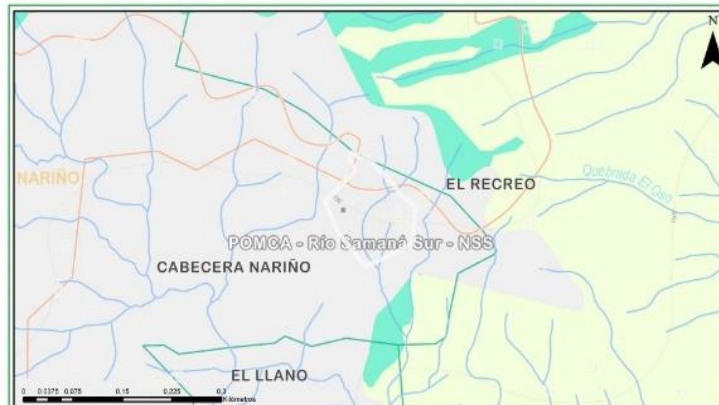 N
EL RECREO
Quebrada El Oso
NARIÑO
POMCA - Río Samaná Sur - NSS
CABECERA NARIÑO
EL LLANO
0 0.0375 0.075 0.15 0.225 0.3
Kilometros